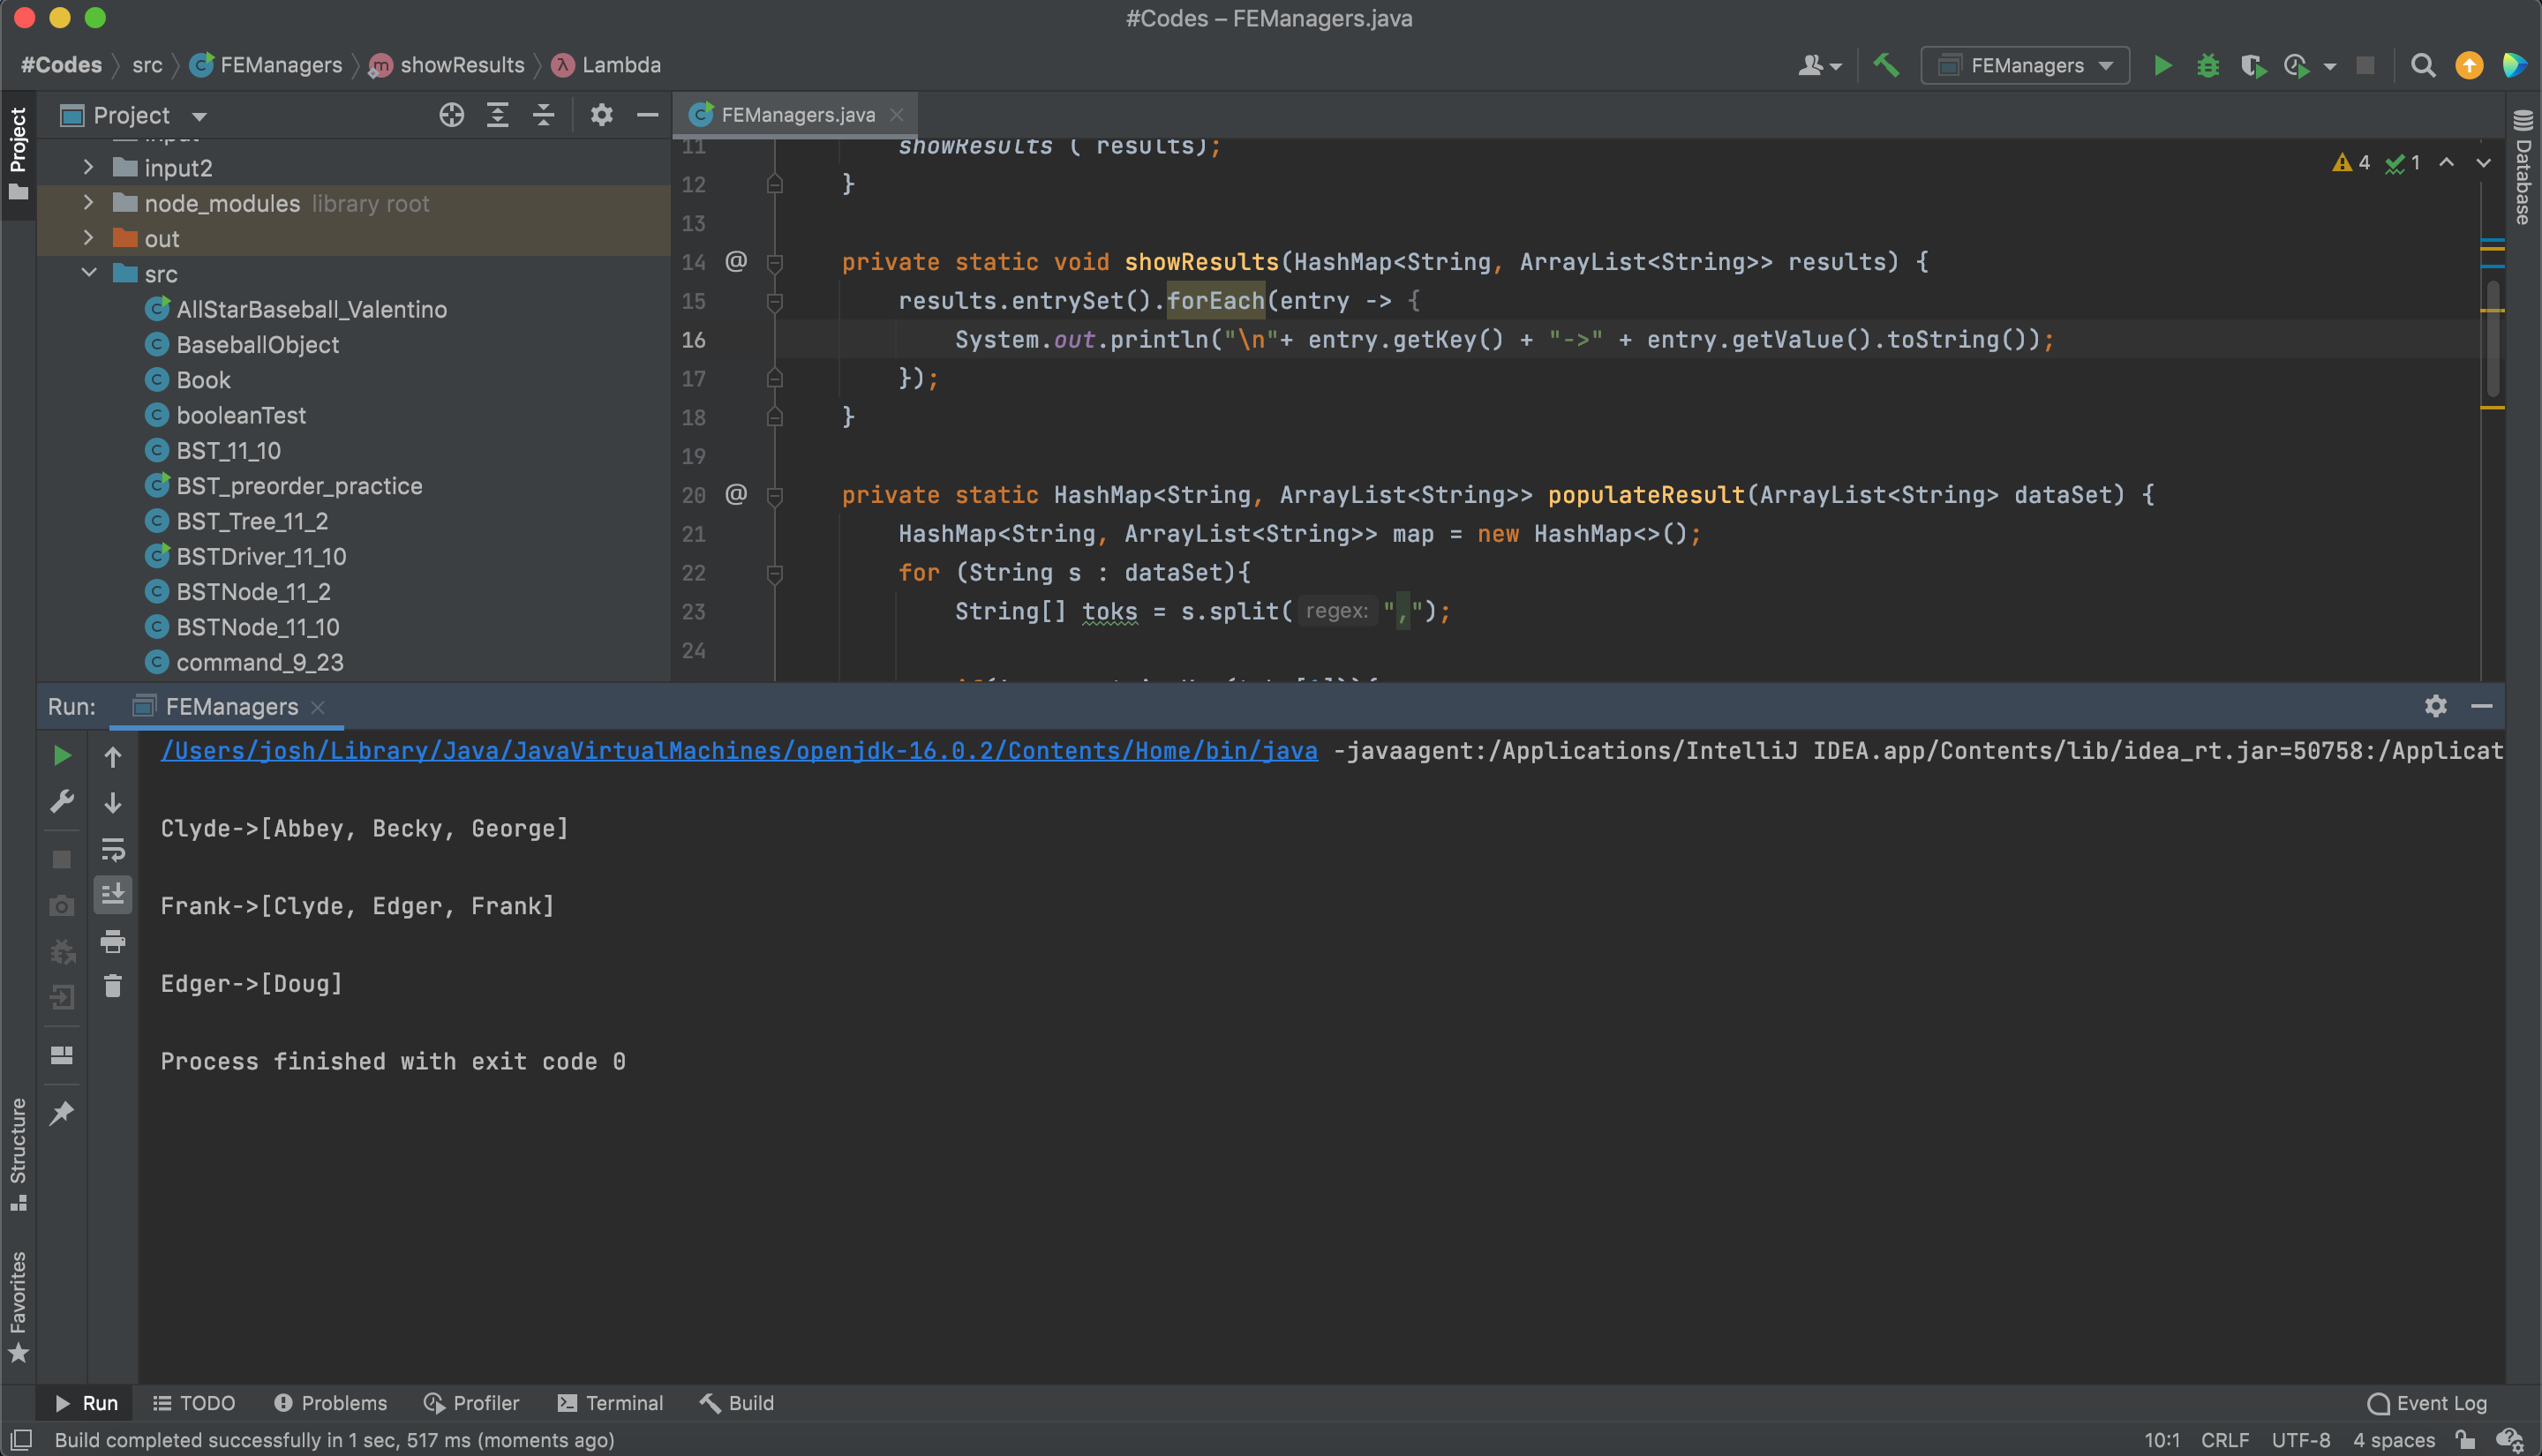 #Codes – FEManagers.java
#Codes src FEManagers showResults Lambda
FEManagers
Project
Project
FEManagers.java
Database
input2
node_modules library root
out
src
AllStarBaseball_Valentino
BaseballObject
Book
booleanTest
BST_11_10
BST_preorder_practice
BST_Tree_11_2
BSTDriver_11_10
BSTNode_11_2
BSTNode_11_10
command_9_23
4 1
11 showResults ( results);
12 }
13
14 @ private static void showResults(HashMap<String, ArrayList<String>> results) {
15 results.entrySet().forEach(entry -> {
16 System.out.println("\n"+ entry.getKey() + "->" + entry.getValue().toString());
17 });
18 }
19
20 @ private static HashMap<String, ArrayList<String>> populateResult(ArrayList<String> dataSet) {
21 HashMap<String, ArrayList<String>> map = new HashMap<>();
22 for (String s : dataSet){
23 String[] toks = s.split( regex: ",");
24
Run: FEManagers
/Users/josh/Library/Java/JavaVirtualMachines/openjdk-16.0.2/Contents/Home/bin/java -javaagent:/Applications/IntelliJ IDEA.app/Contents/lib/idea_rt.jar=50758:/Applicat
Clyde->[Abbey, Becky, George]
Frank->[Clyde, Edger, Frank]
Edger->[Doug]
Process finished with exit code 0
Structure
Favorites
Run TODO Problems Profiler Terminal Build Event Log
Build completed successfully in 1 sec, 517 ms (moments ago) 10:1 CRLF UTF-8 4 spaces